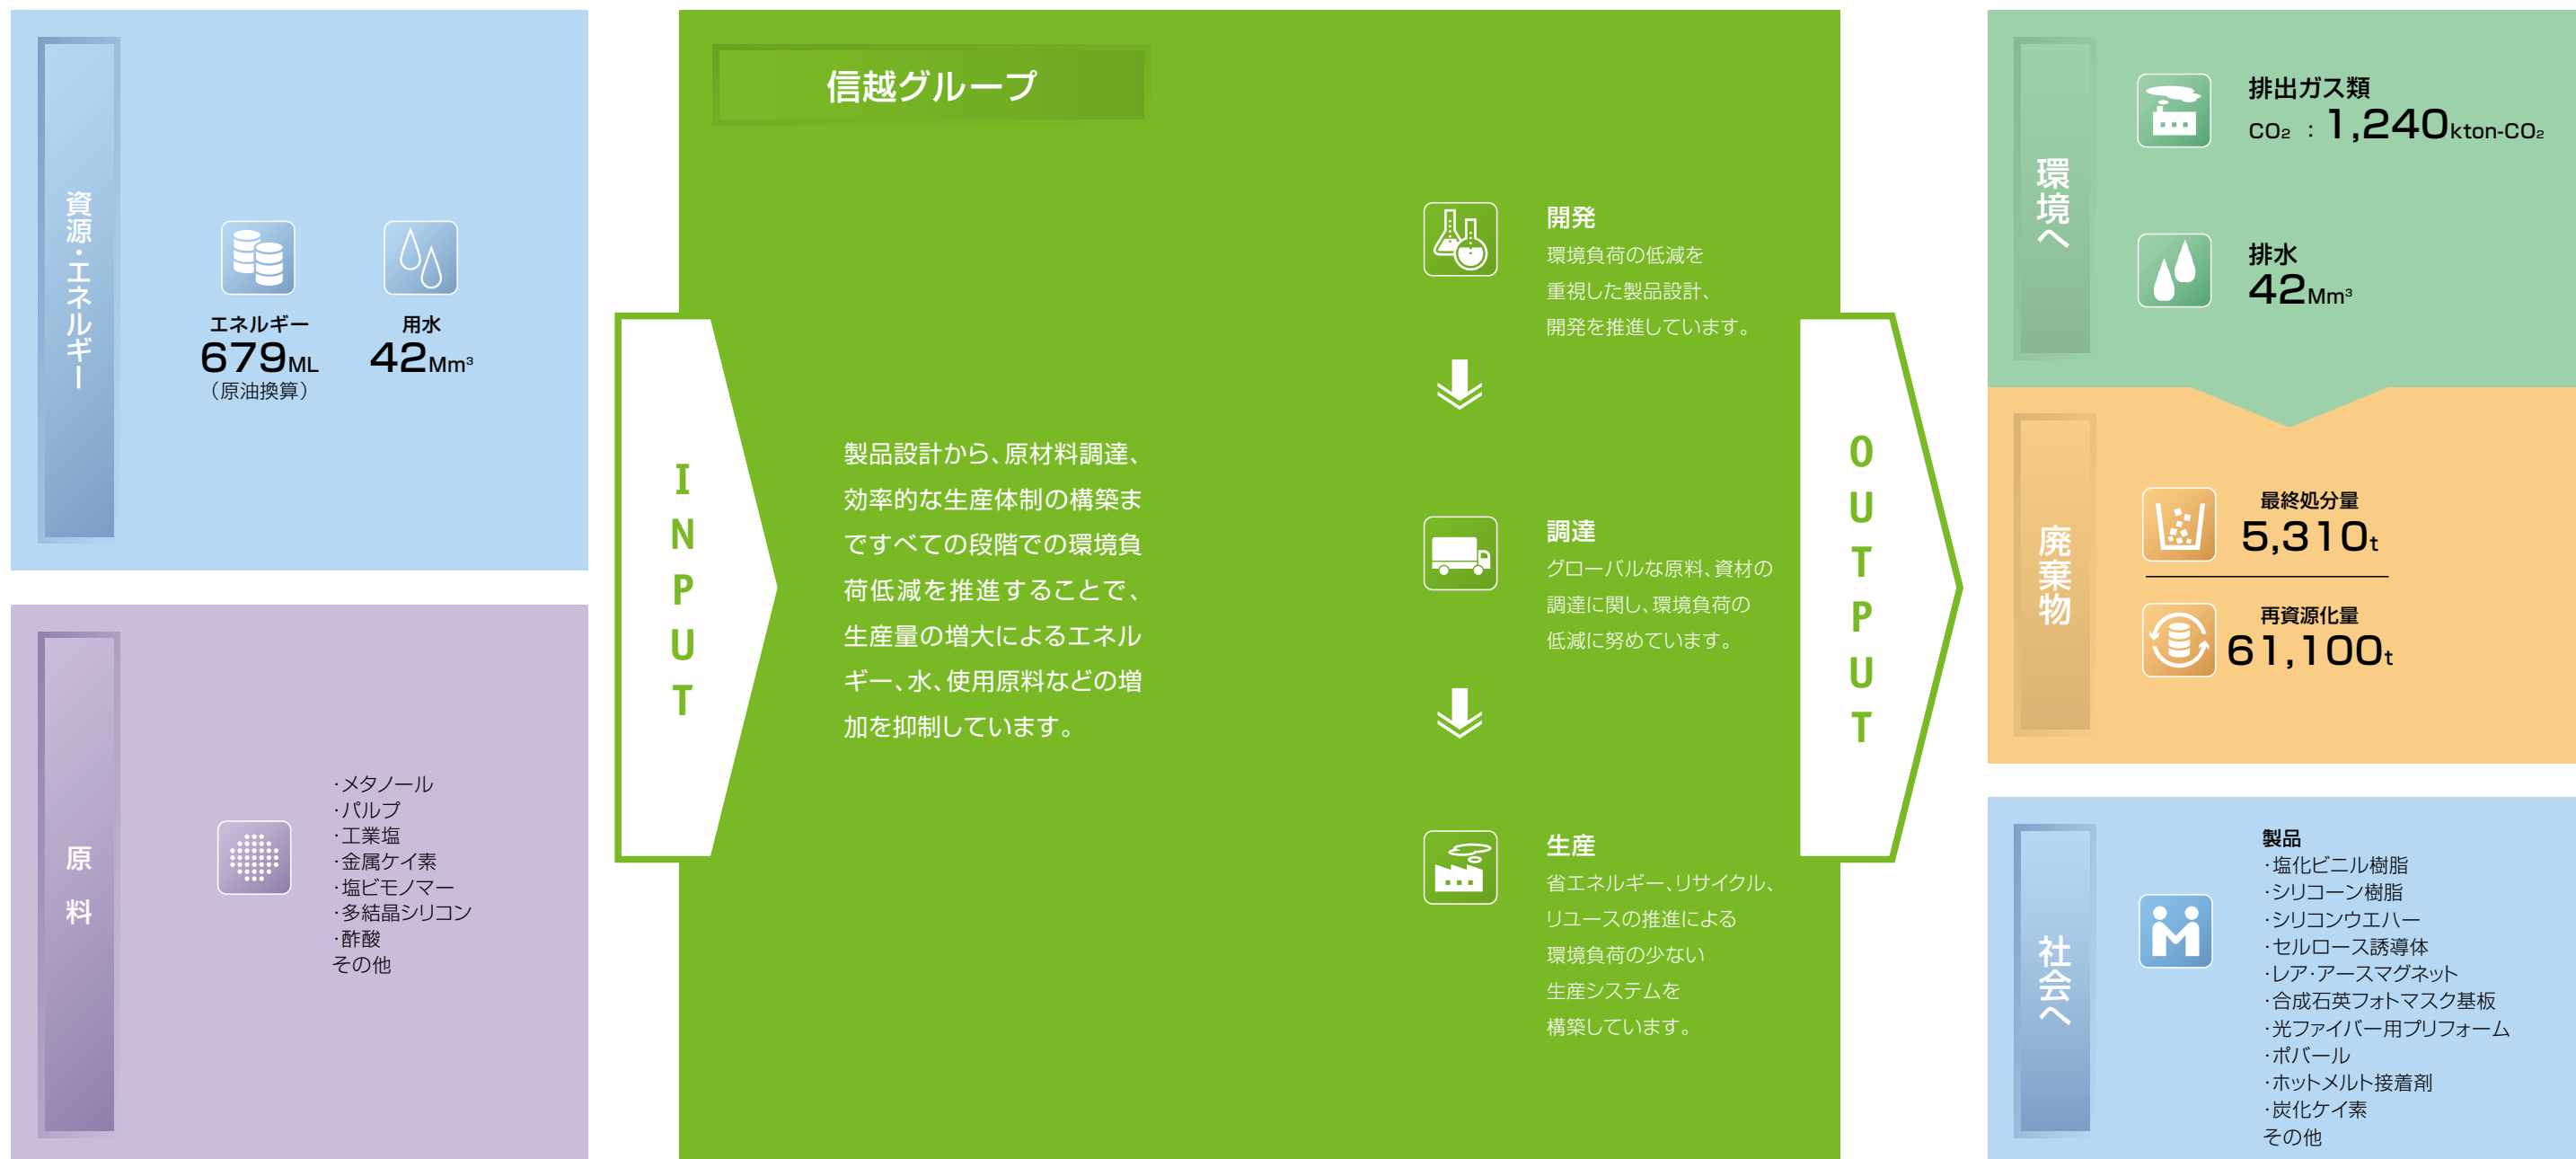 資源・エネルギー
エネルギー
679ML
（原油換算）
用水
42Mm³
原料
・メタノール
・パルプ
・工業塩
・金属ケイ素
・塩ビモノマー
・多結晶シリコン
・酢酸
その他
INPUT
信越グループ
製品設計から、原材料調達、
効率的な生産体制の構築ま
ですべての段階での環境負
荷低減を推進することで、
生産量の増大によるエネル
ギー、水、使用原料などの増
加を抑制しています。
開発
環境負荷の低減を
重視した製品設計、
開発を推進しています。
調達
グローバルな原料、資材の
調達に関し、環境負荷の
低減に努めています。
生産
省エネルギー、リサイクル、
リユースの推進による
環境負荷の少ない
生産システムを
構築しています。
OUTPUT
環境へ
排出ガス類
CO₂ ：1,240kton-CO₂
排水
42Mm³
廃棄物
最終処分量
5,310t
再資源化量
61,100t
社会へ
製品
・塩化ビニル樹脂
・シリコーン樹脂
・シリコンウエハー
・セルロース誘導体
・レア・アースマグネット
・合成石英フォトマスク基板
・光ファイバー用プリフォーム
・ポバール
・ホットメルト接着剤
・炭化ケイ素
その他